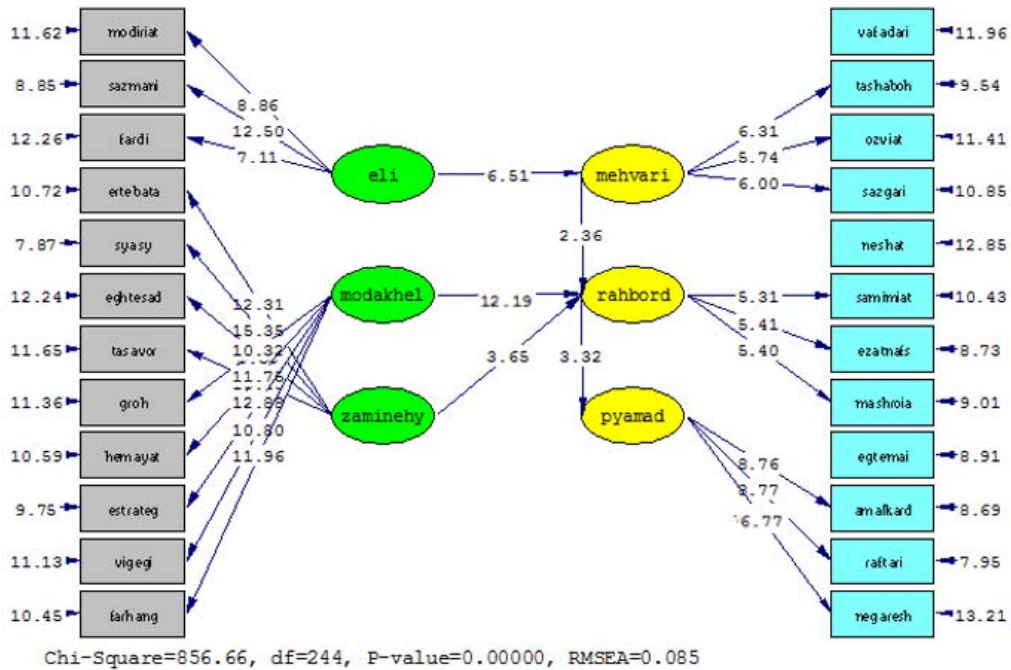 11.62 modiriat
8.85 sazmani
12.26 fardi
10.72 ertebata
7.87 syasy
12.24 eghtesad
11.65 tasavor
11.36 groh
10.59 hemayat
9.75 estrateg
11.13 vigegi
10.45 farhang
8.86
12.50
7.11
12.31
15.35
10.32
11.75
12.88
10.80
11.96
eli
modakhel
zaminehy
6.51
12.19
3.65
mehvari
2.36
rahbord
3.32
pyamad
6.31
5.74
6.00
5.31
5.41
5.40
8.76
6.77
vafadari 11.96
tashaboh 9.54
ozviat 11.41
sazgari 10.85
neshat 12.85
samimiat 10.43
ezatnafs 8.73
mashroia 9.01
egtemai 8.91
amalkard 8.69
raftari 7.95
negaresh 13.21
Chi-Square=856.66, df=244, P-value=0.00000, RMSEA=0.085